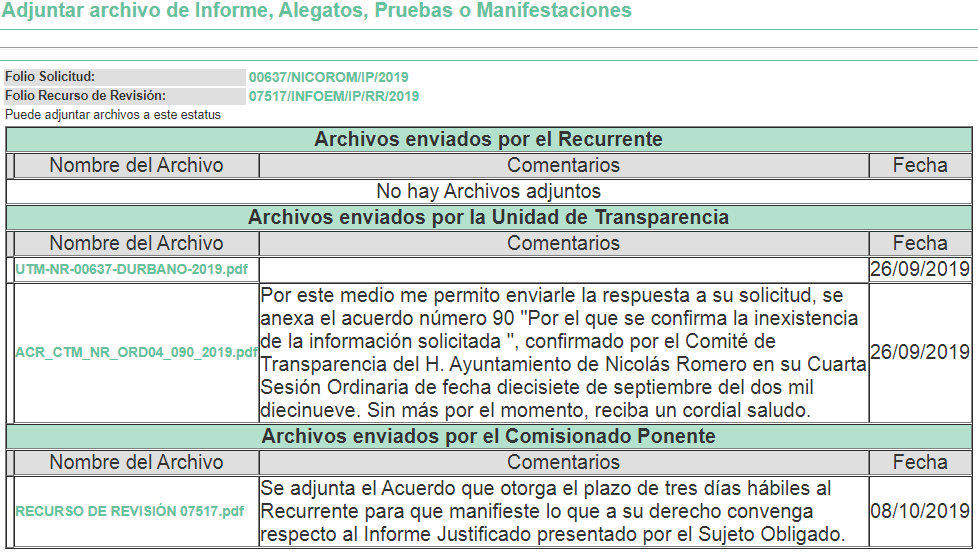 Adjuntar archivo de Informe, Alegatos, Pruebas o Manifestaciones
Folio Solicitud: 00637/NICOROM/IP/2019
Folio Recurso de Revisión: 07517/INFOEM/IP/RR/2019
Puede adjuntar archivos a este estatus
Archivos enviados por el Recurrente
Nombre del Archivo Comentarios Fecha
No hay Archivos adjuntos
Archivos enviados por la Unidad de Transparencia
Nombre del Archivo Comentarios Fecha
UTM-NR-00637-DURBANO-2019.pdf 26/09/2019
Por este medio me permito enviarle la respuesta a su solicitud, se
anexa el acuerdo número 90 "Por el que se confirma la inexistencia
de la información solicitada ", confirmado por el Comité de
ACR_CTM_NR_ORD04_090_2019.pdf Transparencia del H. Ayuntamiento de Nicolás Romero en su Cuarta 26/09/2019
Sesión Ordinaria de fecha diecisiete de septiembre del dos mil
diecinueve. Sin más por el momento, reciba un cordial saludo.
Archivos enviados por el Comisionado Ponente
Nombre del Archivo Comentarios Fecha
Se adjunta el Acuerdo que otorga el plazo de tres días hábiles al
RECURSO DE REVISIÓN 07517.pdf Recurrente para que manifieste lo que a su derecho convenga 08/10/2019
respecto al Informe Justificado presentado por el Sujeto Obligado.